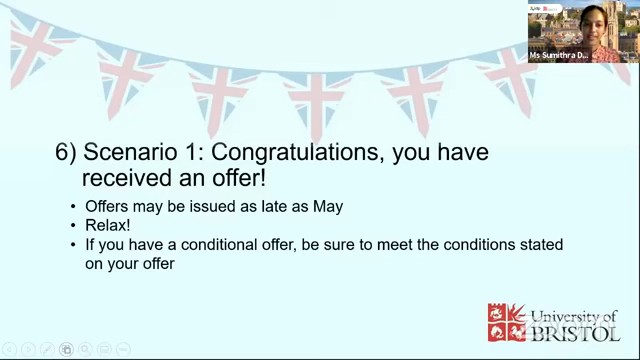 Ms Sumithra D...
6) Scenario 1: Congratulations, you have
received an offer!
• Offers may be issued as late as May
• Relax!
• If you have a conditional offer, be sure to meet the conditions stated
on your offer
University of
BRISTOL